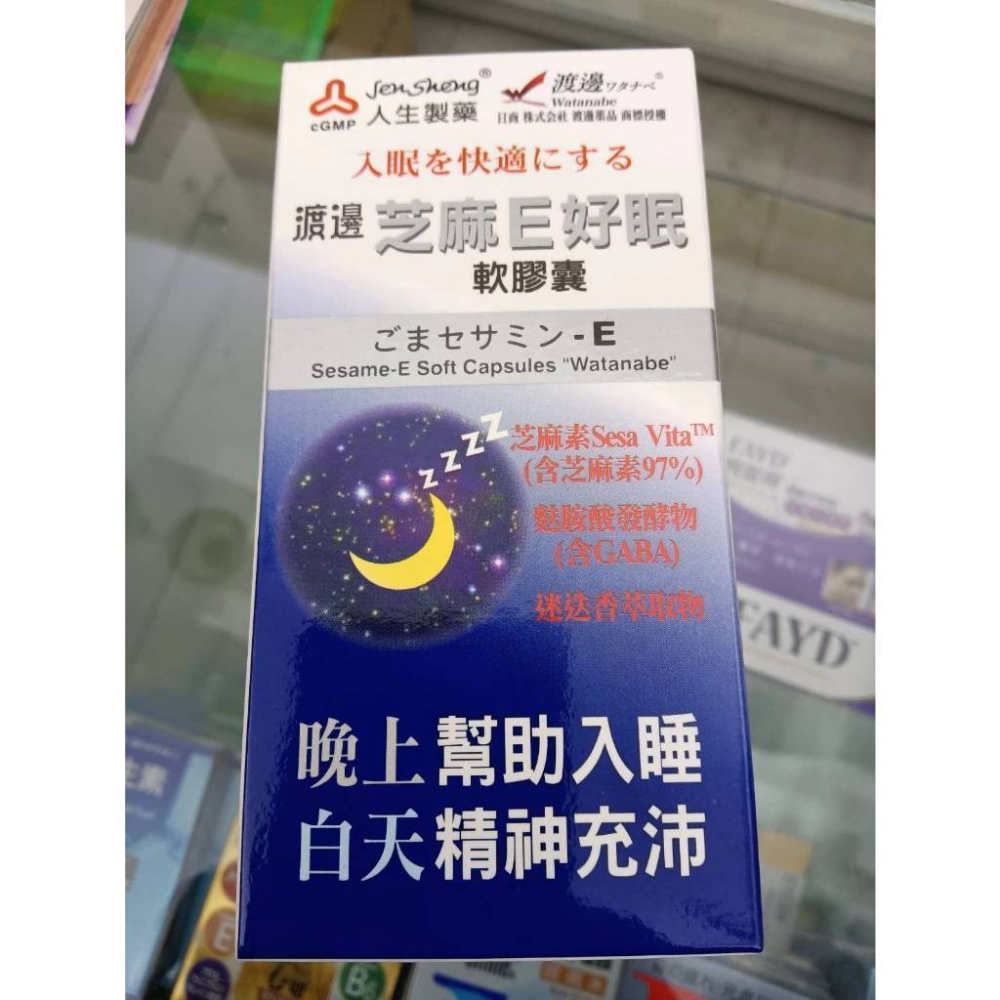 Jen Sheng®
人生製藥
cGMP
渡邊ワタナベ®
Watanabe
日商 株式会社 渡邊薬品 商標授權
入眠を快適にする
渡邊 芝麻E好眠
軟膠囊
ごまセサミン-E
Sesame-E Soft Capsules "Watanabe"
zzzZ
芝麻素Sesa Vita™
(含芝麻素97%)
麩胺酸發酵物
(含GABA)
迷迭香萃取物
晚上幫助入睡
白天精神充沛
FAYD
生素
E
B